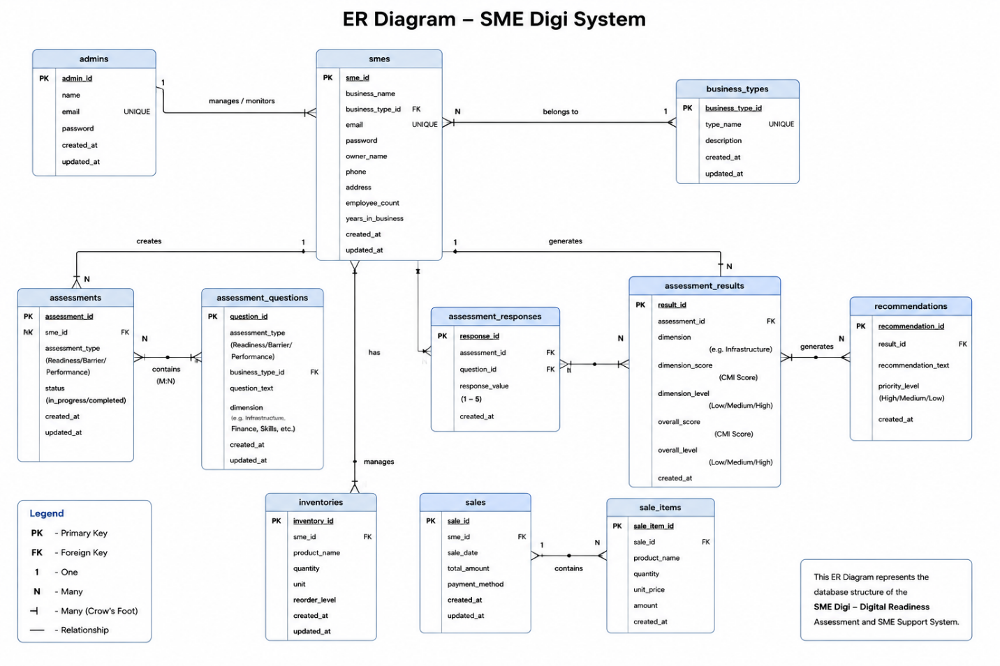 ER Diagram – SME Digi System
admins
PK admin_id
name
email UNIQUE
password
created_at
updated_at
1
manages / monitors
smes
PK sme_id
business_name
business_type_id FK
email UNIQUE
password
owner_name
phone
address
employee_count
years_in_business
created_at
updated_at
N
belongs to
1
business_types
PK business_type_id
type_name UNIQUE
description
created_at
updated_at
creates
1
N
1
generates
N
assessments
PK assessment_id
sme_id FK
assessment_type
(Readiness/Barrier/
Performance)
status
(in_progress/completed)
created_at
updated_at
N
contains
(M:N)
assessment_questions
PK question_id
assessment_type
(Readiness/Barrier/
Performance)
business_type_id FK
question_text
dimension
(e.g. Infrastructure,
Finance, Skills, etc.)
created_at
updated_at
has
manages
assessment_responses
PK response_id
assessment_id FK
question_id FK
response_value
(1 – 5)
created_at
N
assessment_results
PK result_id
assessment_id FK
dimension
(e.g. Infrastructure)
dimension_score
(CMI Score)
dimension_level
(Low/Medium/High)
overall_score
(CMI Score)
overall_level
(Low/Medium/High)
created_at
generates
N
recommendations
PK recommendation_id
result_id FK
recommendation_text
priority_level
(High/Medium/Low)
created_at
Legend
PK - Primary Key
FK - Foreign Key
1 - One
N - Many
- Many (Crow's Foot)
- Relationship
inventories
PK inventory_id
sme_id FK
product_name
quantity
unit
reorder_level
created_at
updated_at
sales
PK sale_id
sme_id FK
sale_date
total_amount
payment_method
created_at
updated_at
1
N
contains
sale_items
PK sale_item_id
sale_id FK
product_name
quantity
unit_price
amount
created_at
This ER Diagram represents the
database structure of the
SME Digi – Digital Readiness
Assessment and SME Support System.